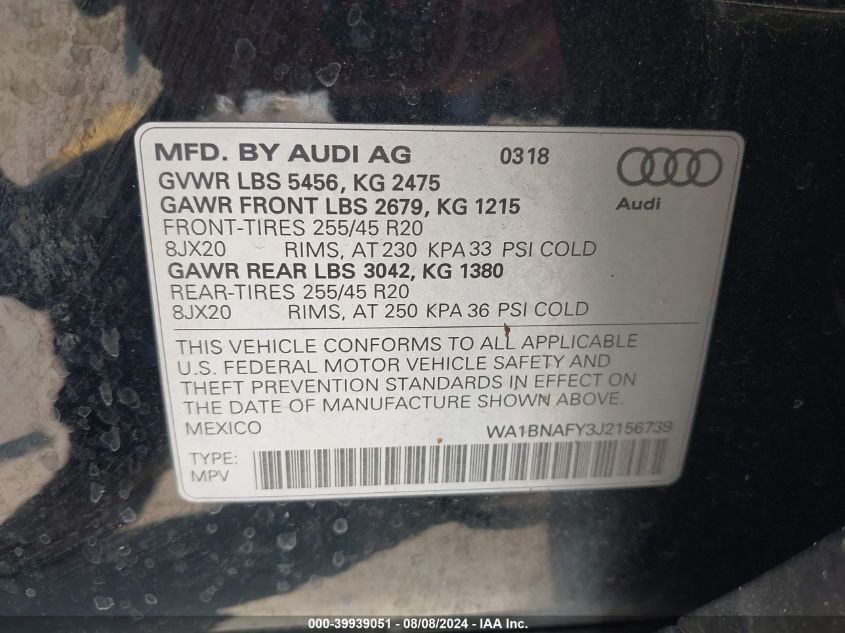 MFD. BY AUDI AG 0318
Audi
GVWR LBS 5456, KG 2475
GAWR FRONT LBS 2679, KG 1215
FRONT-TIRES 255/45 R20
8JX20 RIMS, AT 230 KPA 33 PSI COLD
GAWR REAR LBS 3042, KG 1380
REAR-TIRES 255/45 R20
8JX20 RIMS, AT 250 KPA 36 PSI COLD
THIS VEHICLE CONFORMS TO ALL APPLICABLE
U.S. FEDERAL MOTOR VEHICLE SAFETY AND
THEFT PREVENTION STANDARDS IN EFFECT ON
THE DATE OF MANUFACTURE SHOWN ABOVE.
MEXICO WA1BNAFY3J2156739
TYPE:
MPV
000-39939051 - 08/08/2024 - IAA Inc.